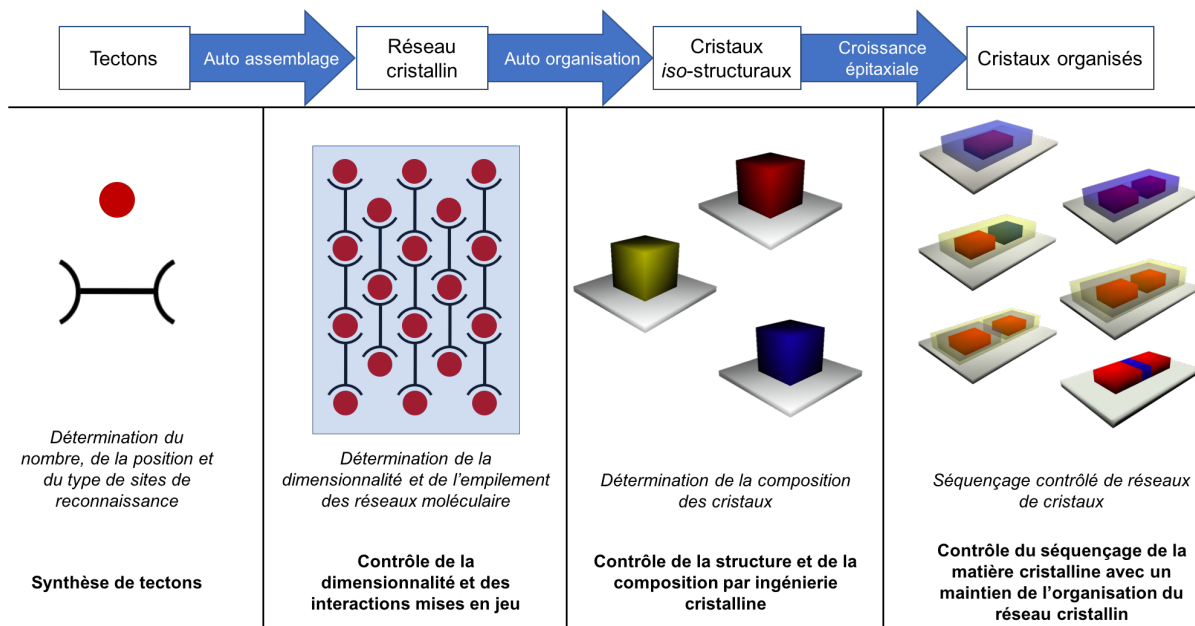 Tectons
Auto assemblage
Réseau
cristallin
Auto organisation
Cristaux
iso-structuraux
Croissance
épitaxiale
Cristaux organisés
Détermination du
nombre, de la position et
du type de sites de
reconnaissance
Synthèse de tectons
Détermination de la
dimensionnalité et de l'empilement
des réseaux moléculaire
Contrôle de la
dimensionnalité et des
interactions mises en jeu
Détermination de la composition
des cristaux
Contrôle de la structure et de la
composition par ingénierie
cristalline
Séquençage contrôlé de réseaux
de cristaux
Contrôle du séquençage de la
matière cristalline avec un
maintien de l'organisation du
réseau cristallin